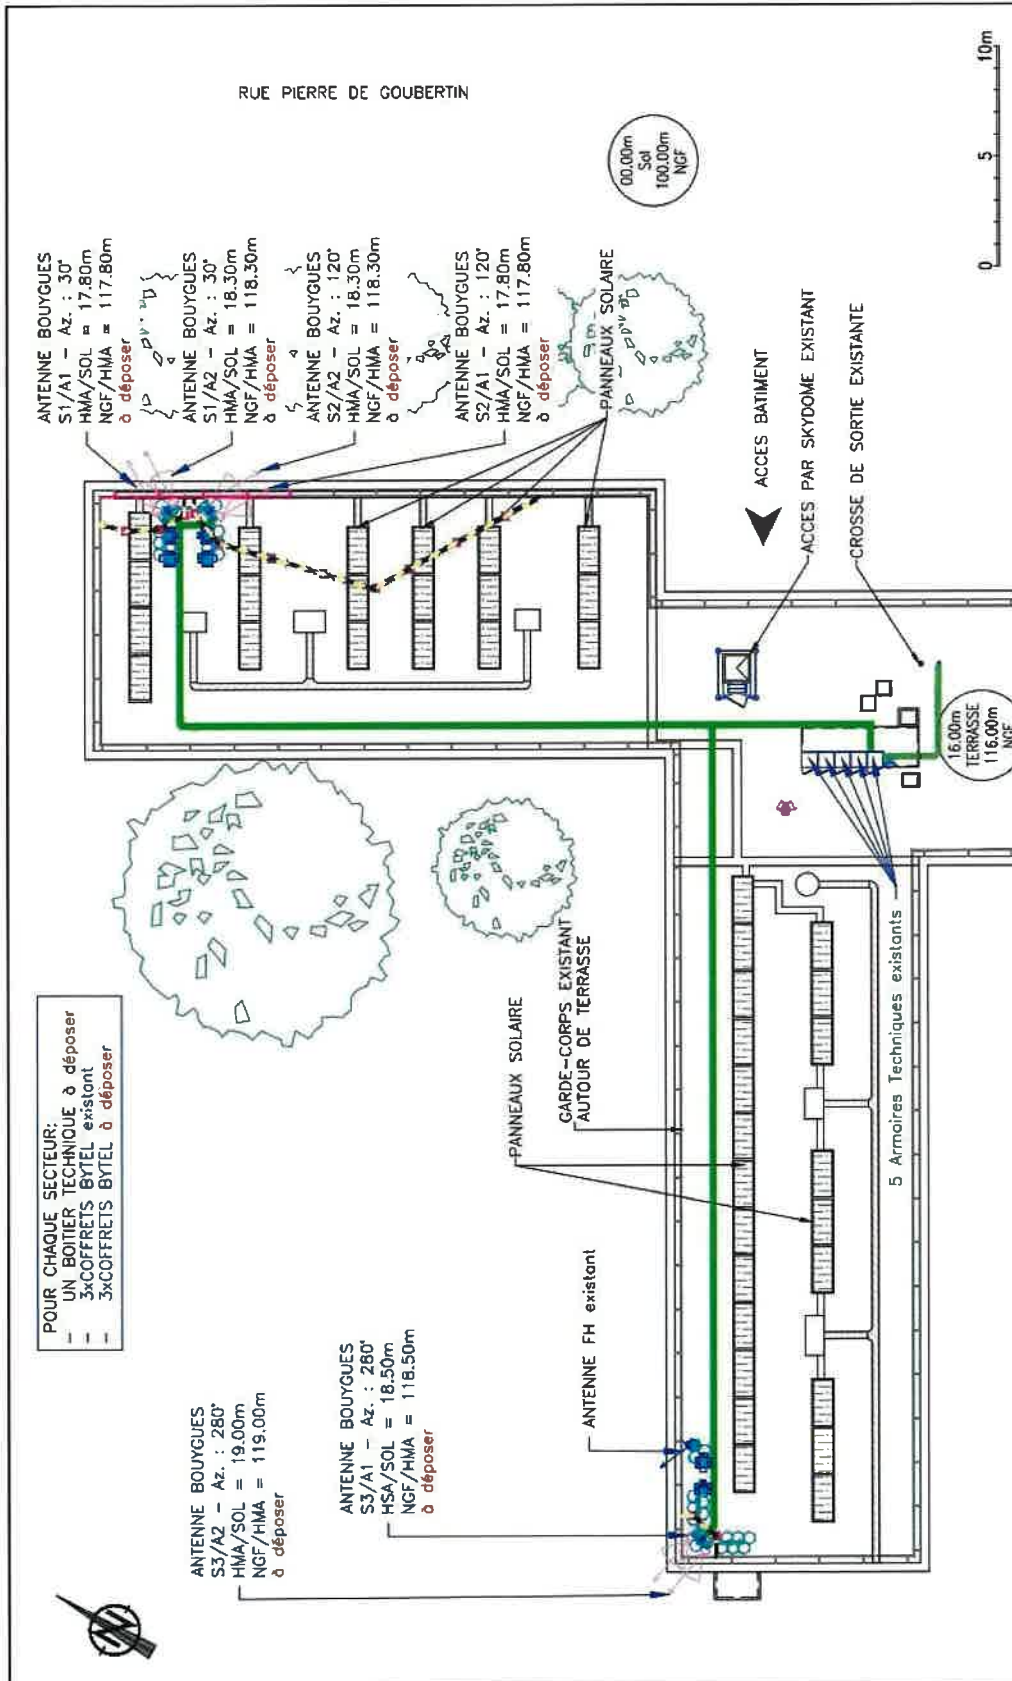 POUR CHAQUE SECTEUR:
- UN BOITIER TECHNIQUE à déposer
- 3xCOFFRETS BYTEL existant
- 3xCOFFRETS BYTEL à déposer
ANTENNE BOUYGUES
S3/A2 - Az. : 280°
HMA/SOL = 19.00m
NGF/HMA = 119.00m
à déposer
ANTENNE BOUYGUES
S3/A1 - Az. : 280°
HSA/SOL = 18.50m
NGF/HMA = 118.50m
à déposer
ANTENNE FH existant
PANNEAUX SOLAIRE
GARDE-CORPS EXISTANT
AUTOUR DE TERRASSE
5 Armoires Techniques existants
ANTENNE BOUYGUES
S1/A1 - Az. : 30°
HMA/SOL = 17.80m
NGF/HMA = 117.80m
à déposer
ANTENNE BOUYGUES
S1/A2 - Az. : 30°
HMA/SOL = 18.30m
NGF/HMA = 118.30m
à déposer
ANTENNE BOUYGUES
S2/A2 - Az. : 120°
HMA/SOL = 18.30m
NGF/HMA = 118.30m
à déposer
ANTENNE BOUYGUES
S2/A1 - Az. : 120°
HMA/SOL = 17.80m
NGF/HMA = 117.80m
à déposer
PANNEAUX SOLAIRE
RUE PIERRE DE COUBERTIN
00.00m
Sol
100.00m
NGF
ACCES BATIMENT
ACCES PAR SKYDOME EXISTANT
CROSSE DE SORTIE EXISTANTE
16.00m
TERRASSE
116.00m
NGF
0 5 10m
N